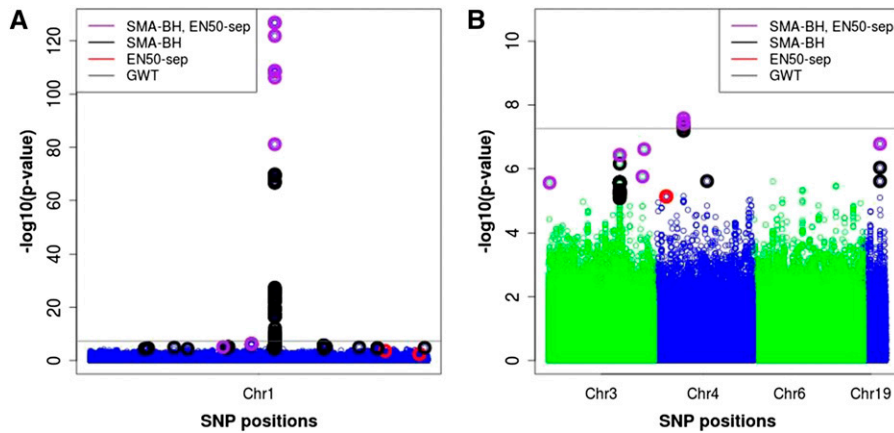 A
SMA-BH, EN50-sep
SMA-BH
EN50-sep
GWT
-log10(p-value)
0 20 40 60 80 100 120
Chr1
SNP positions
B
SMA-BH, EN50-sep
SMA-BH
EN50-sep
GWT
-log10(p-value)
0 2 4 6 8 10
Chr3 Chr4 Chr6 Chr19
SNP positions